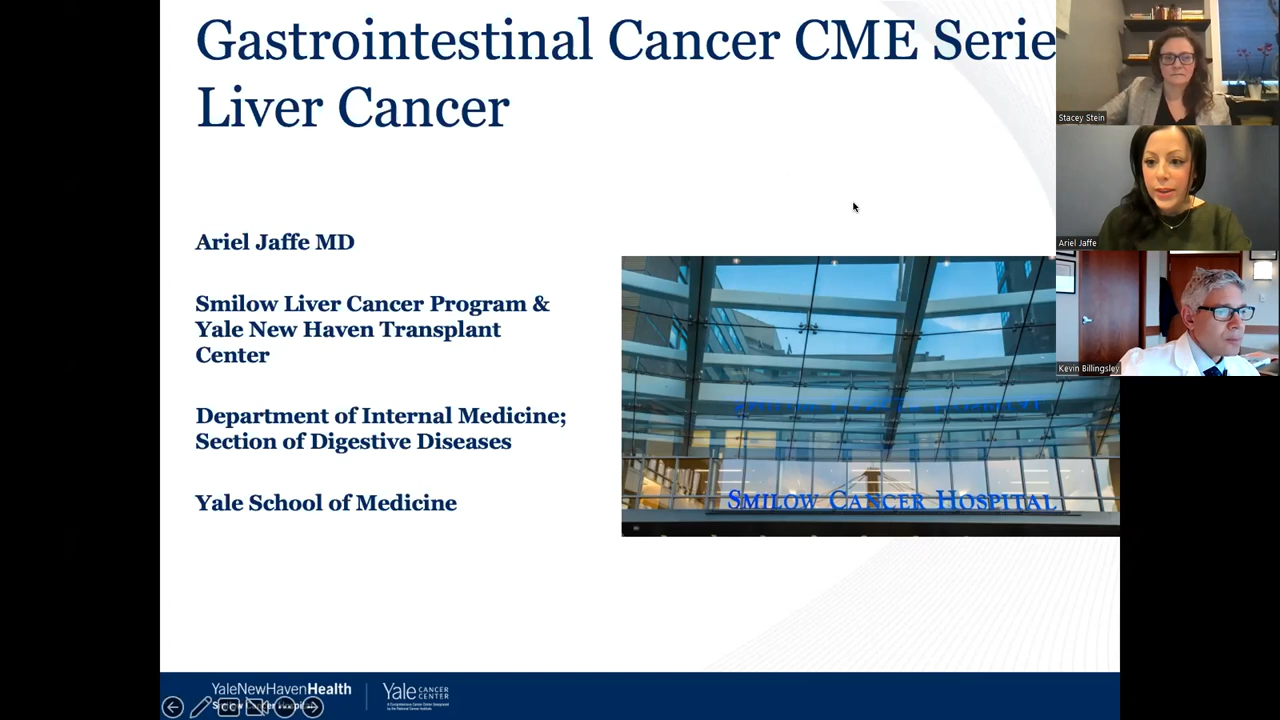 Gastrointestinal Cancer CME Serie
Liver Cancer
Stacey Stein
Ariel Jaffe
Kevin Billingsley
Ariel Jaffe MD
Smilow Liver Cancer Program &
Yale New Haven Transplant
Center
Department of Internal Medicine;
Section of Digestive Diseases
Yale School of Medicine
SMILOW CANCER HOSPITAL
YaleNewHavenHealth
Yale CANCER
CENTER